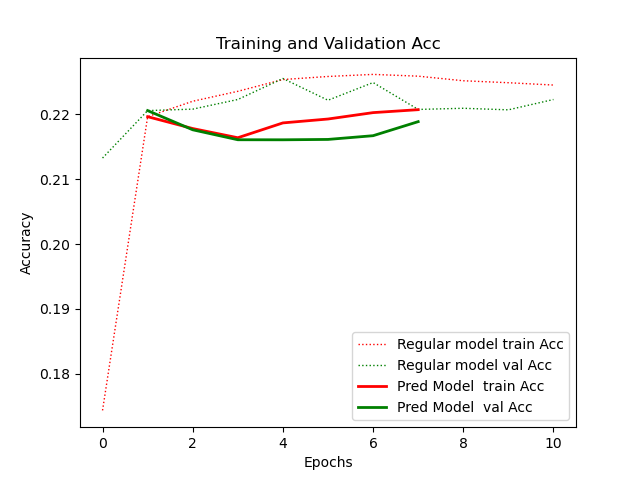 Training and Validation Acc
0.22
0.21
0.20
0.19
0.18
Accuracy
Regular model train Acc
Regular model val Acc
Pred Model  train Acc
Pred Model  val Acc
0 2 4 6 8 10
Epochs